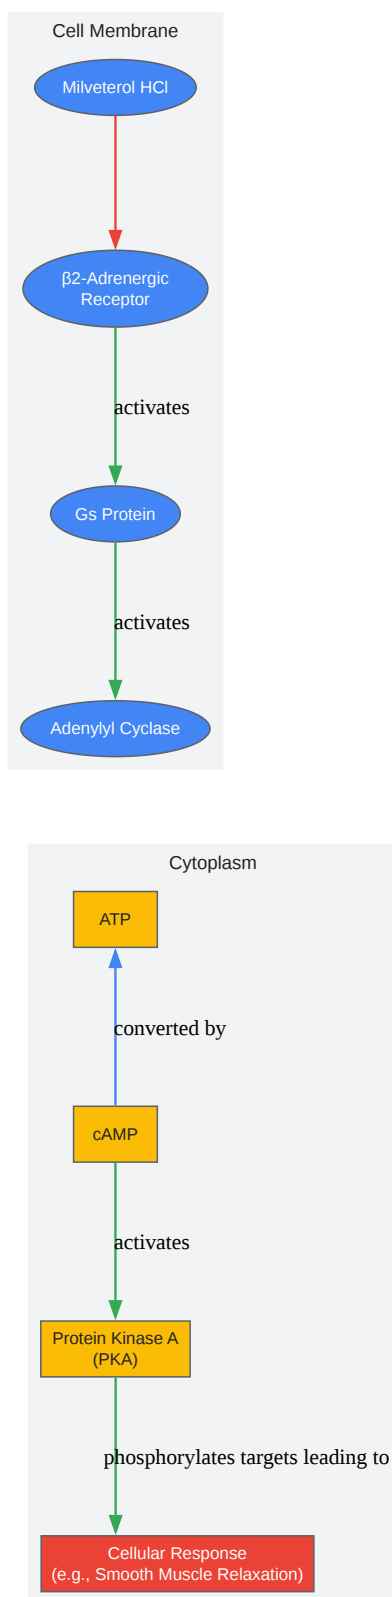 Cell Membrane
Milveterol HCl
β2-Adrenergic
Receptor
activates
Gs Protein
activates
Adenylyl Cyclase
Cytoplasm
ATP
converted by
cAMP
activates
Protein Kinase A
(PKA)
phosphorylates targets leading to
Cellular Response
(e.g., Smooth Muscle Relaxation)